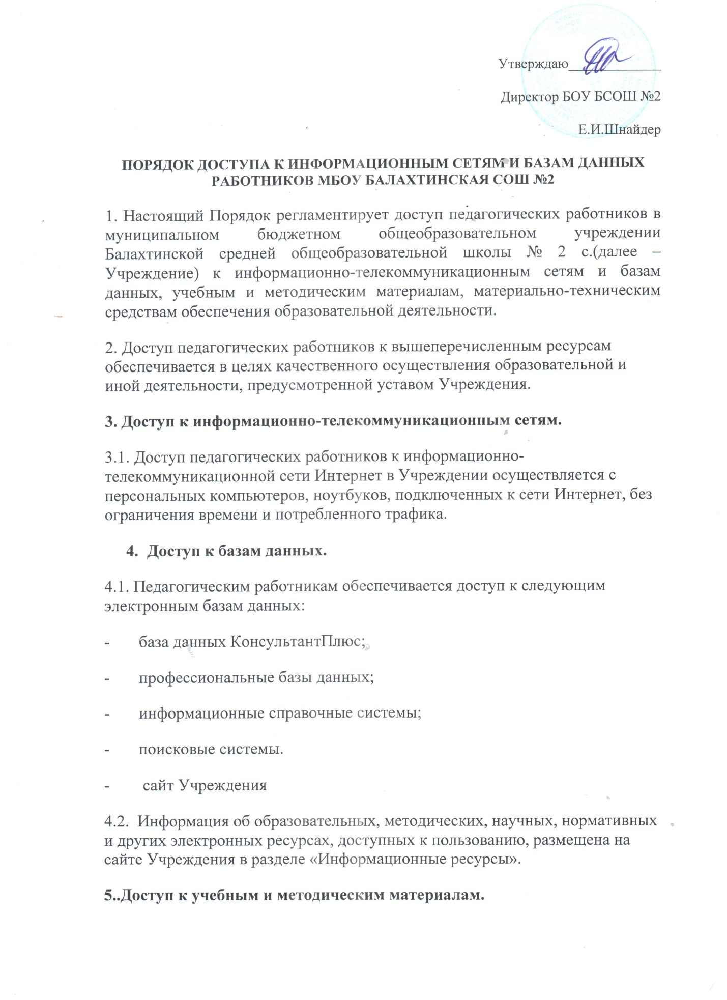 Утверждаю_____________
Директор БОУ БСОШ №2
Е.И.Шнайдер
ПОРЯДОК ДОСТУПА К ИНФОРМАЦИОННЫМ СЕТЯМ И БАЗАМ ДАННЫХ
РАБОТНИКОВ МБОУ БАЛАХТИНСКАЯ СОШ №2
1. Настоящий Порядок регламентирует доступ педагогических работников в
муниципальном бюджетном общеобразовательном учреждении
Балахтинской средней общеобразовательной школы № 2 с.(далее –
Учреждение) к информационно-телекоммуникационным сетям и базам
данных, учебным и методическим материалам, материально-техническим
средствам обеспечения образовательной деятельности.
2. Доступ педагогических работников к вышеперечисленным ресурсам
обеспечивается в целях качественного осуществления образовательной и
иной деятельности, предусмотренной уставом Учреждения.
3. Доступ к информационно-телекоммуникационным сетям.
3.1. Доступ педагогических работников к информационно-
телекоммуникационной сети Интернет в Учреждении осуществляется с
персональных компьютеров, ноутбуков, подключенных к сети Интернет, без
ограничения времени и потребленного трафика.
4. Доступ к базам данных.
4.1. Педагогическим работникам обеспечивается доступ к следующим
электронным базам данных:
- база данных КонсультантПлюс;
- профессиональные базы данных;
- информационные справочные системы;
- поисковые системы.
- сайт Учреждения
4.2. Информация об образовательных, методических, научных, нормативных
и других электронных ресурсах, доступных к пользованию, размещена на
сайте Учреждения в разделе «Информационные ресурсы».
5..Доступ к учебным и методическим материалам.